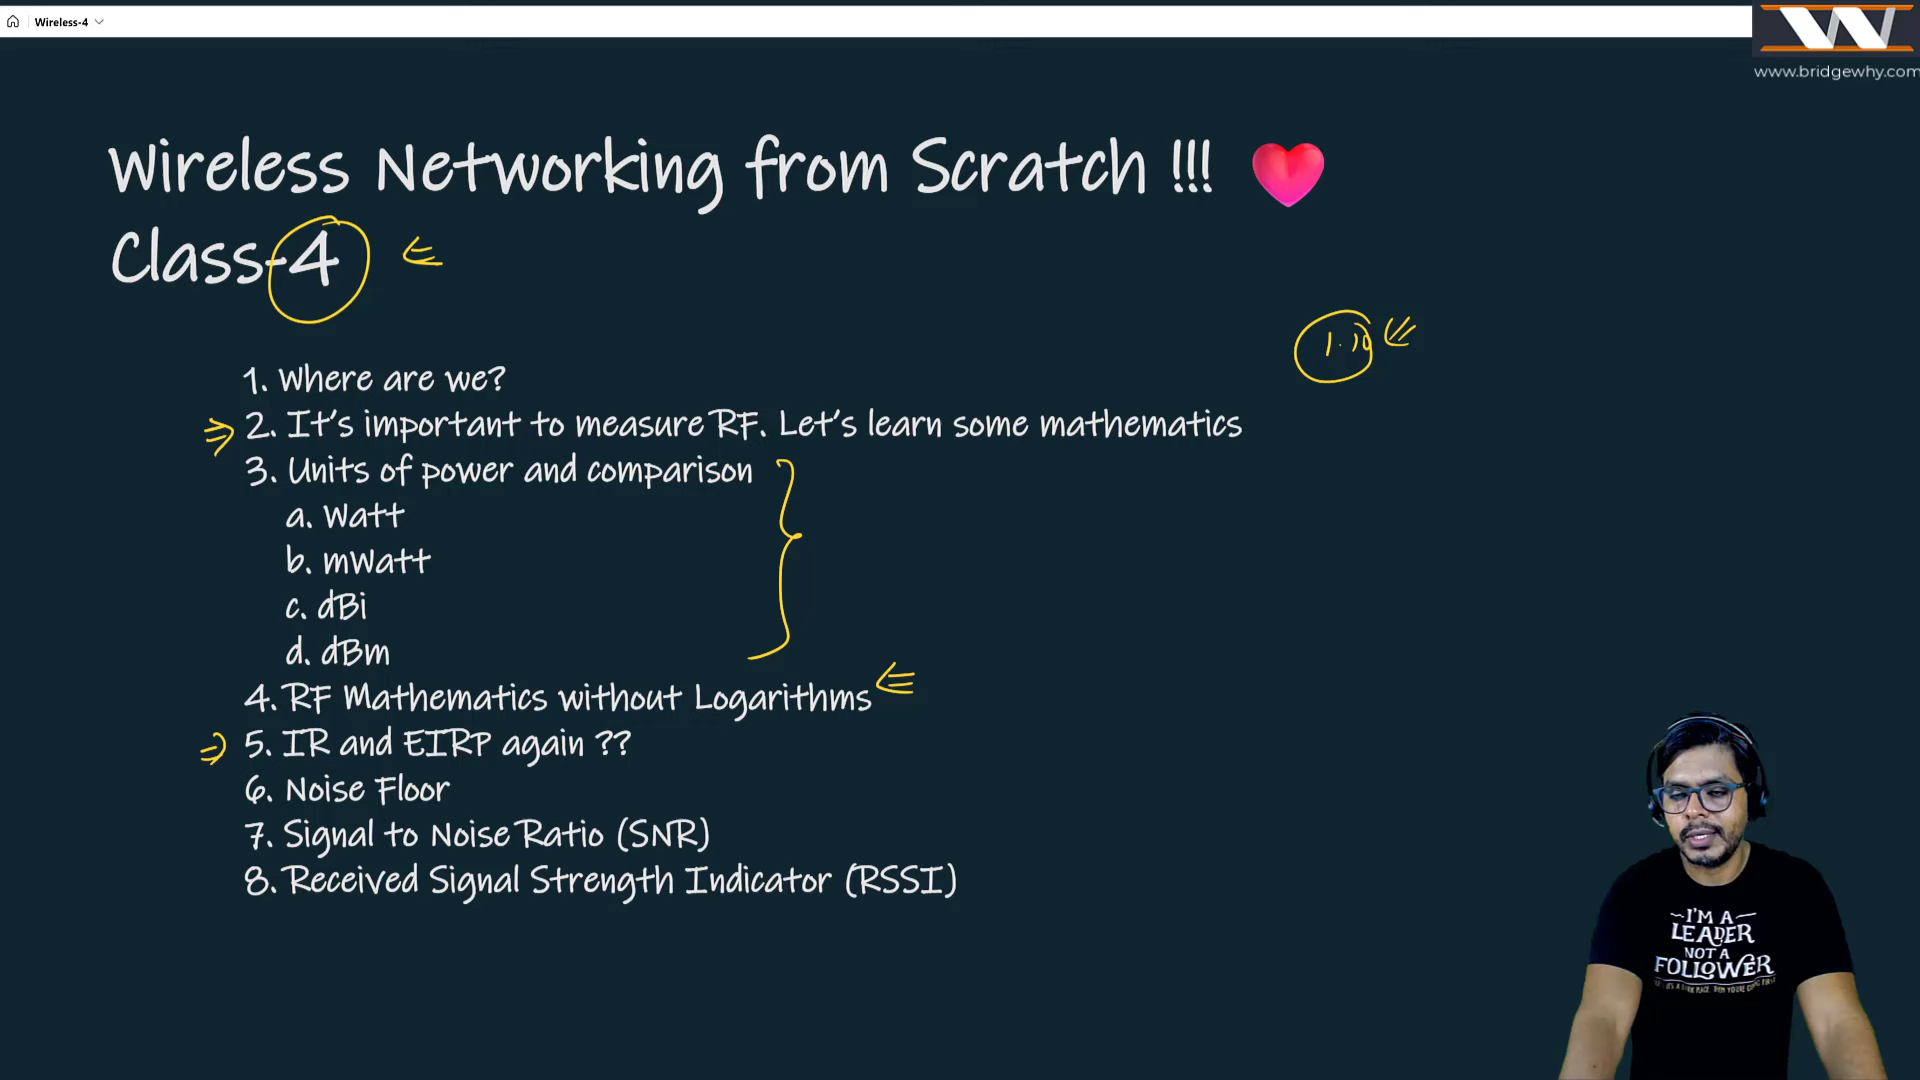 Wireless-4
www.bridgewhy.com
Wireless Networking from Scratch !!!
Class-4
1. Where are we?
2. It's important to measure RF. Let's learn some mathematics
3. Units of power and comparison
a. Watt
b. mWatt
c. dBi
d. dBm
4. RF Mathematics without Logarithms
5. IR and EIRP again ??
6. Noise Floor
7. Signal to Noise Ratio (SNR)
8. Received Signal Strength Indicator (RSSI)
I'M A
LEADER
NOT A
FOLLOWER